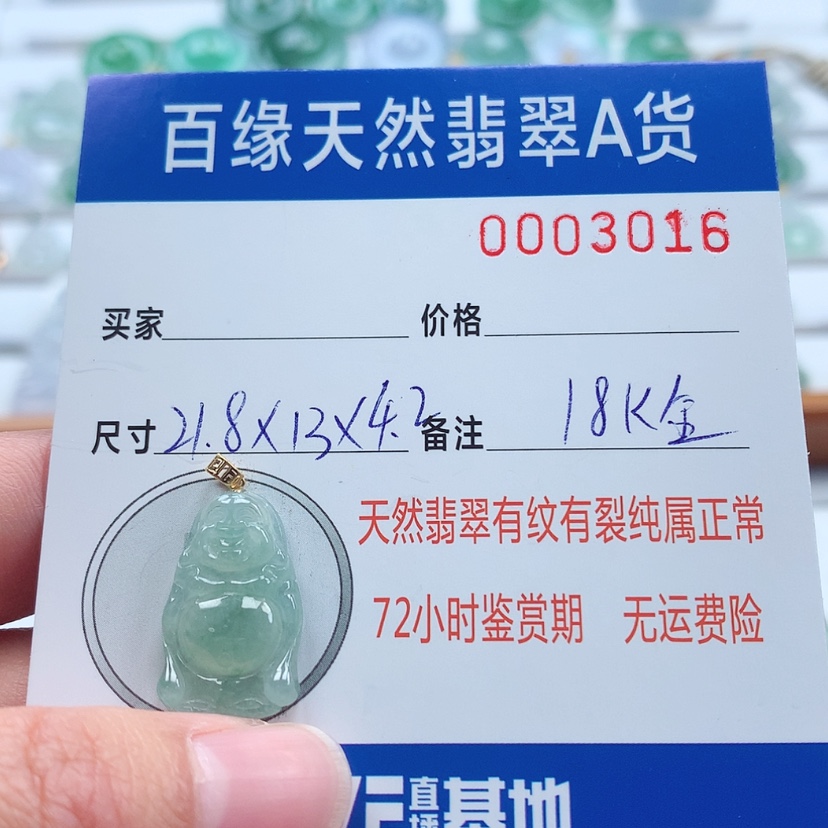 百缘天然翡翠A货
0003016
买家 价格
尺寸 21.8X13X4.2 备注 18K金
天然翡翠有纹有裂纯属正常
72小时鉴赏期 无运费险
直播基地